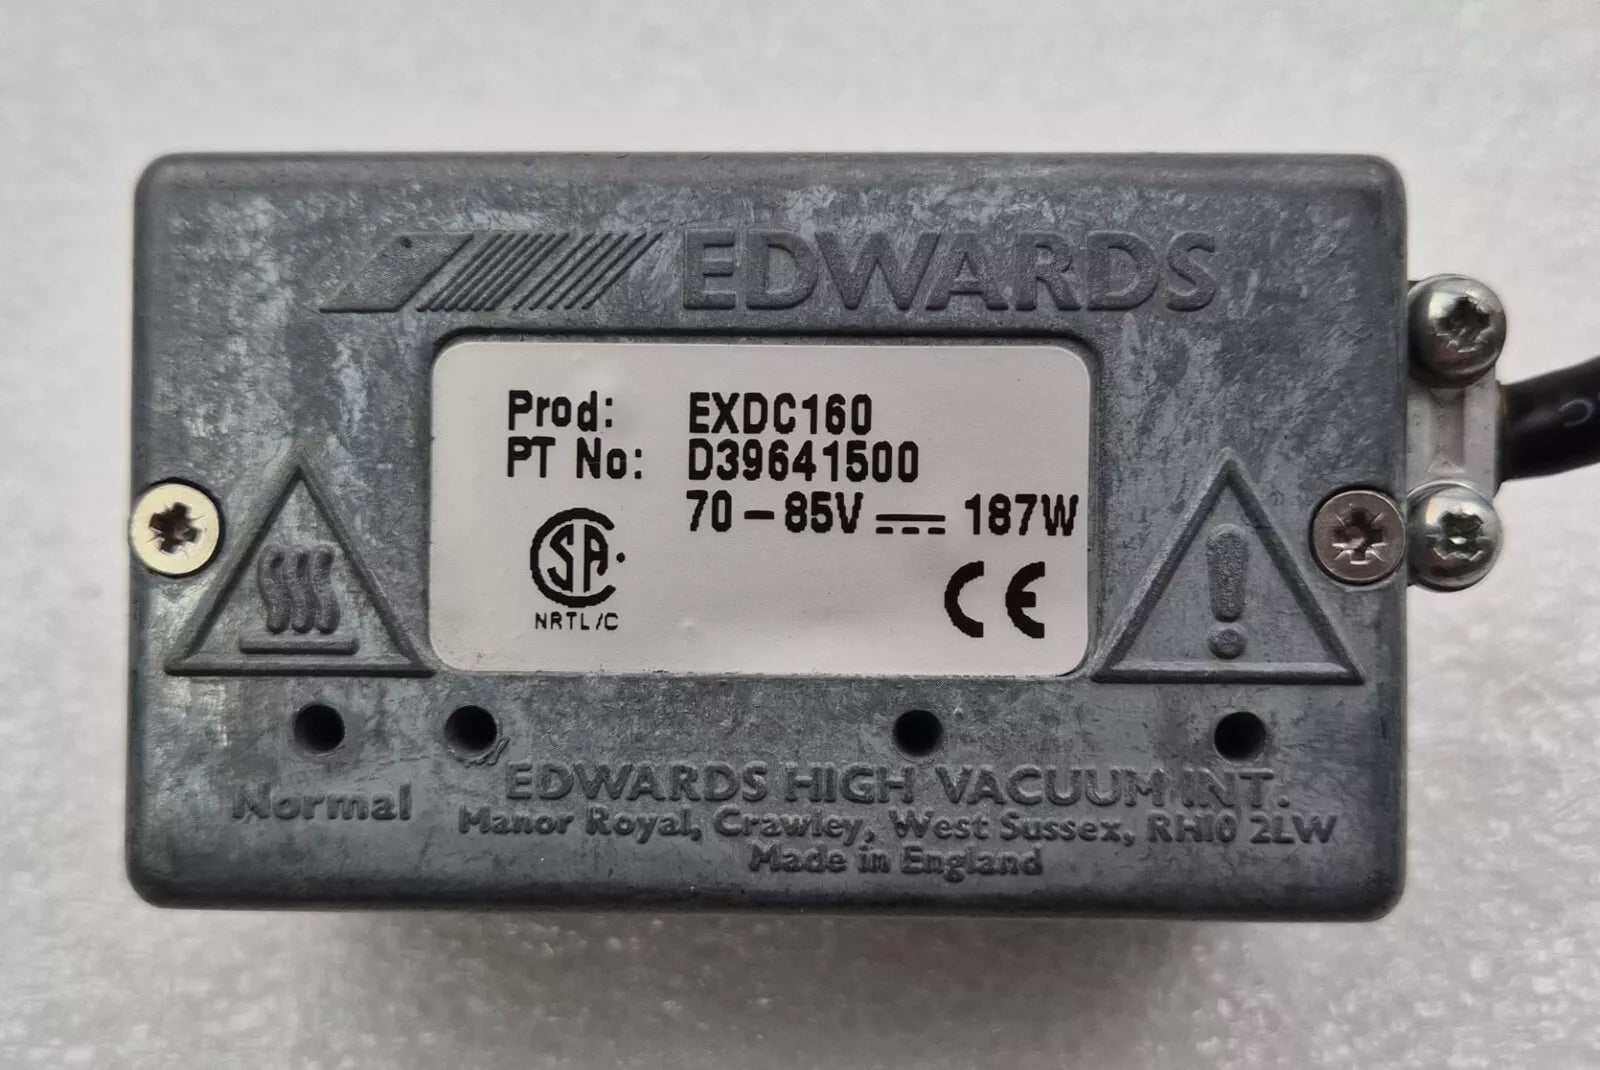 EDWARDS
Prod: EXDC160
PT No: D39641500
70-85V ⎓ 187W
CSA
NRTL/C
CE
Normal
EDWARDS HIGH VACUUM INT.
Manor Royal, Crawley, West Sussex, RH10 2LW
Made in England